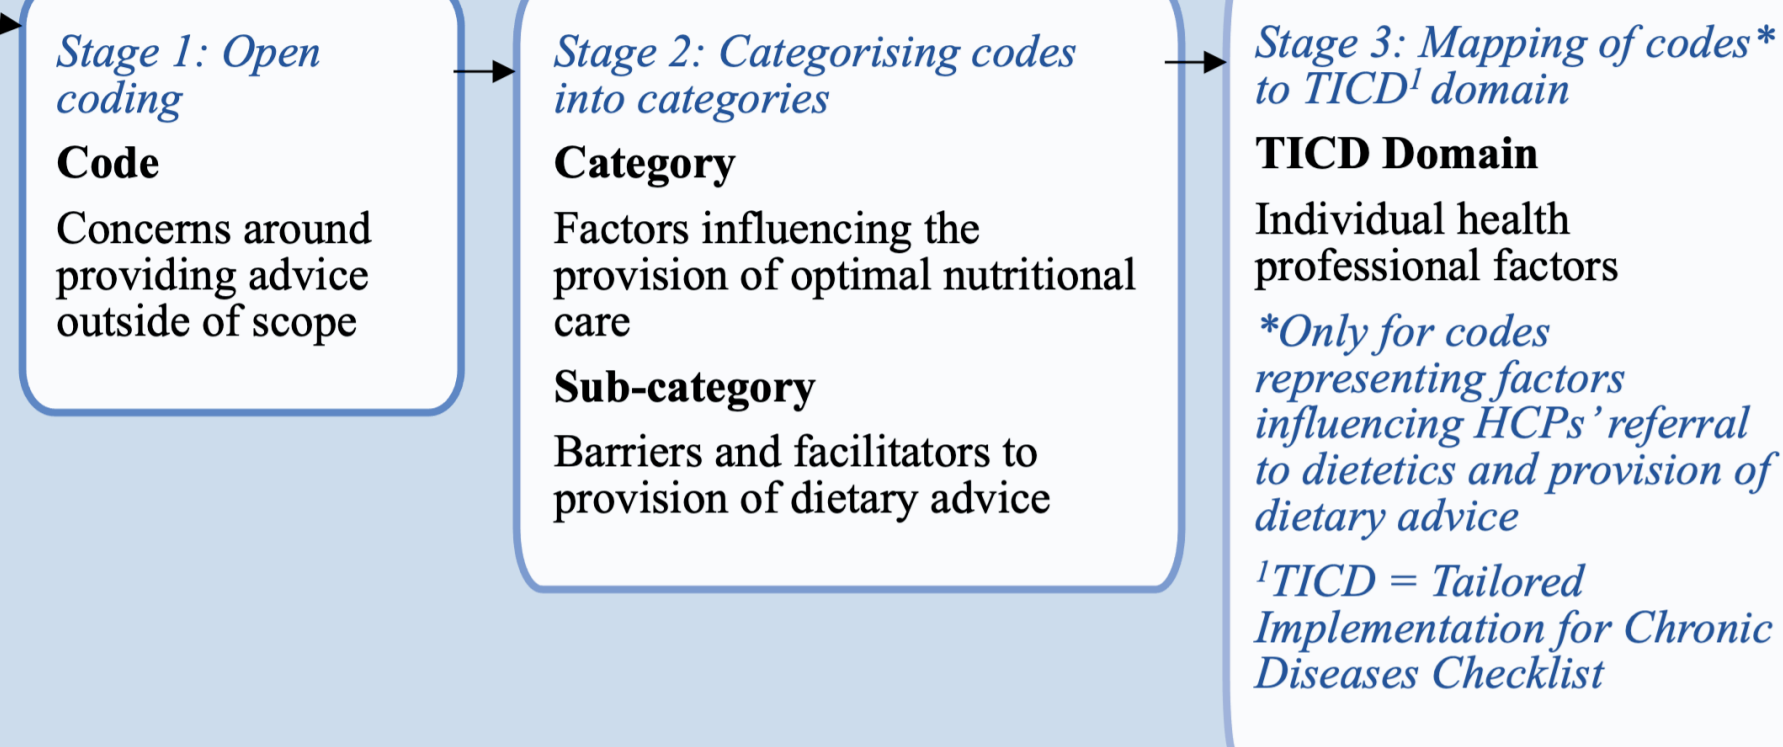 Stage 1: Open
coding
Code
Concerns around
providing advice
outside of scope
Stage 2: Categorising codes
into categories
Category
Factors influencing the
provision of optimal nutritional
care
Sub-category
Barriers and facilitators to
provision of dietary advice
Stage 3: Mapping of codes*
to TICD¹ domain
TICD Domain
Individual health
professional factors
*Only for codes
representing factors
influencing HCPs’ referral
to dietetics and provision of
dietary advice
¹TICD = Tailored
Implementation for Chronic
Diseases Checklist